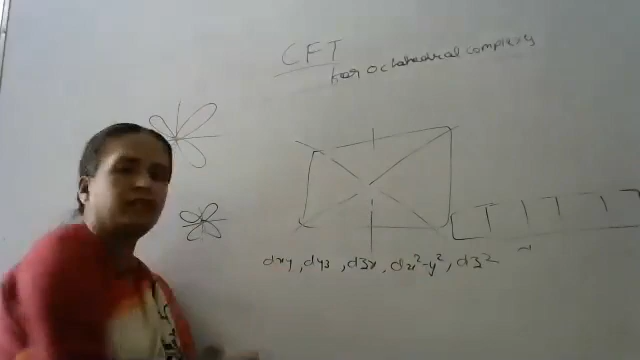 CFT
for octahedral complexes
dxy, dyz, dzx, dx²-y², dz²